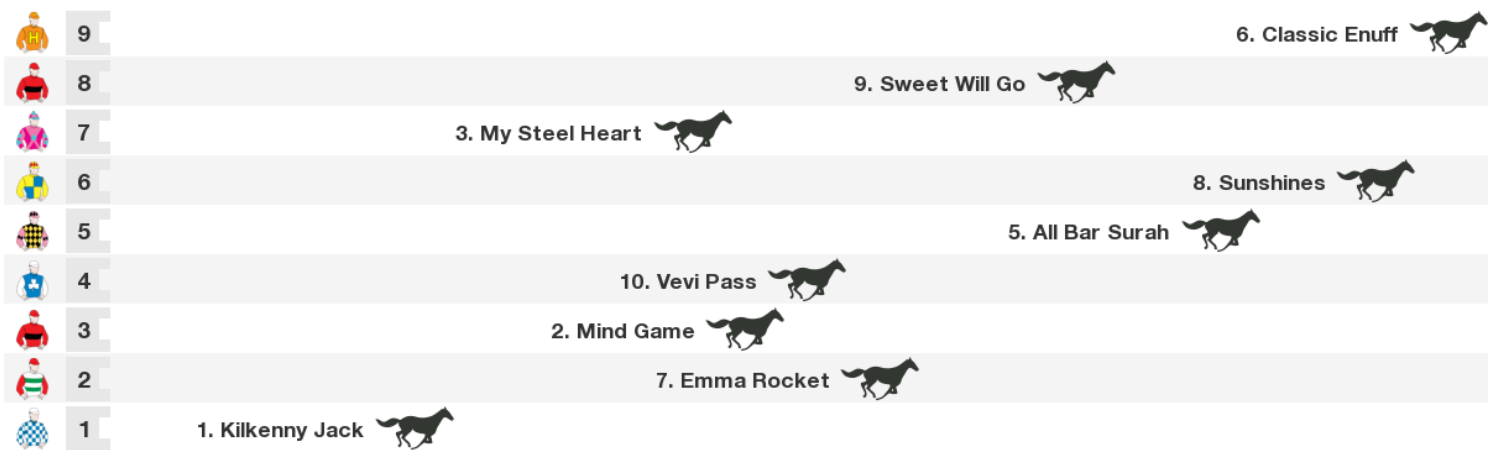 H
9 6. Classic Enuff
8 9. Sweet Will Go
7 3. My Steel Heart
6 8. Sunshines
5 5. All Bar Surah
4 10. Vevi Pass
3 2. Mind Game
2 7. Emma Rocket
1 1. Kilkenny Jack